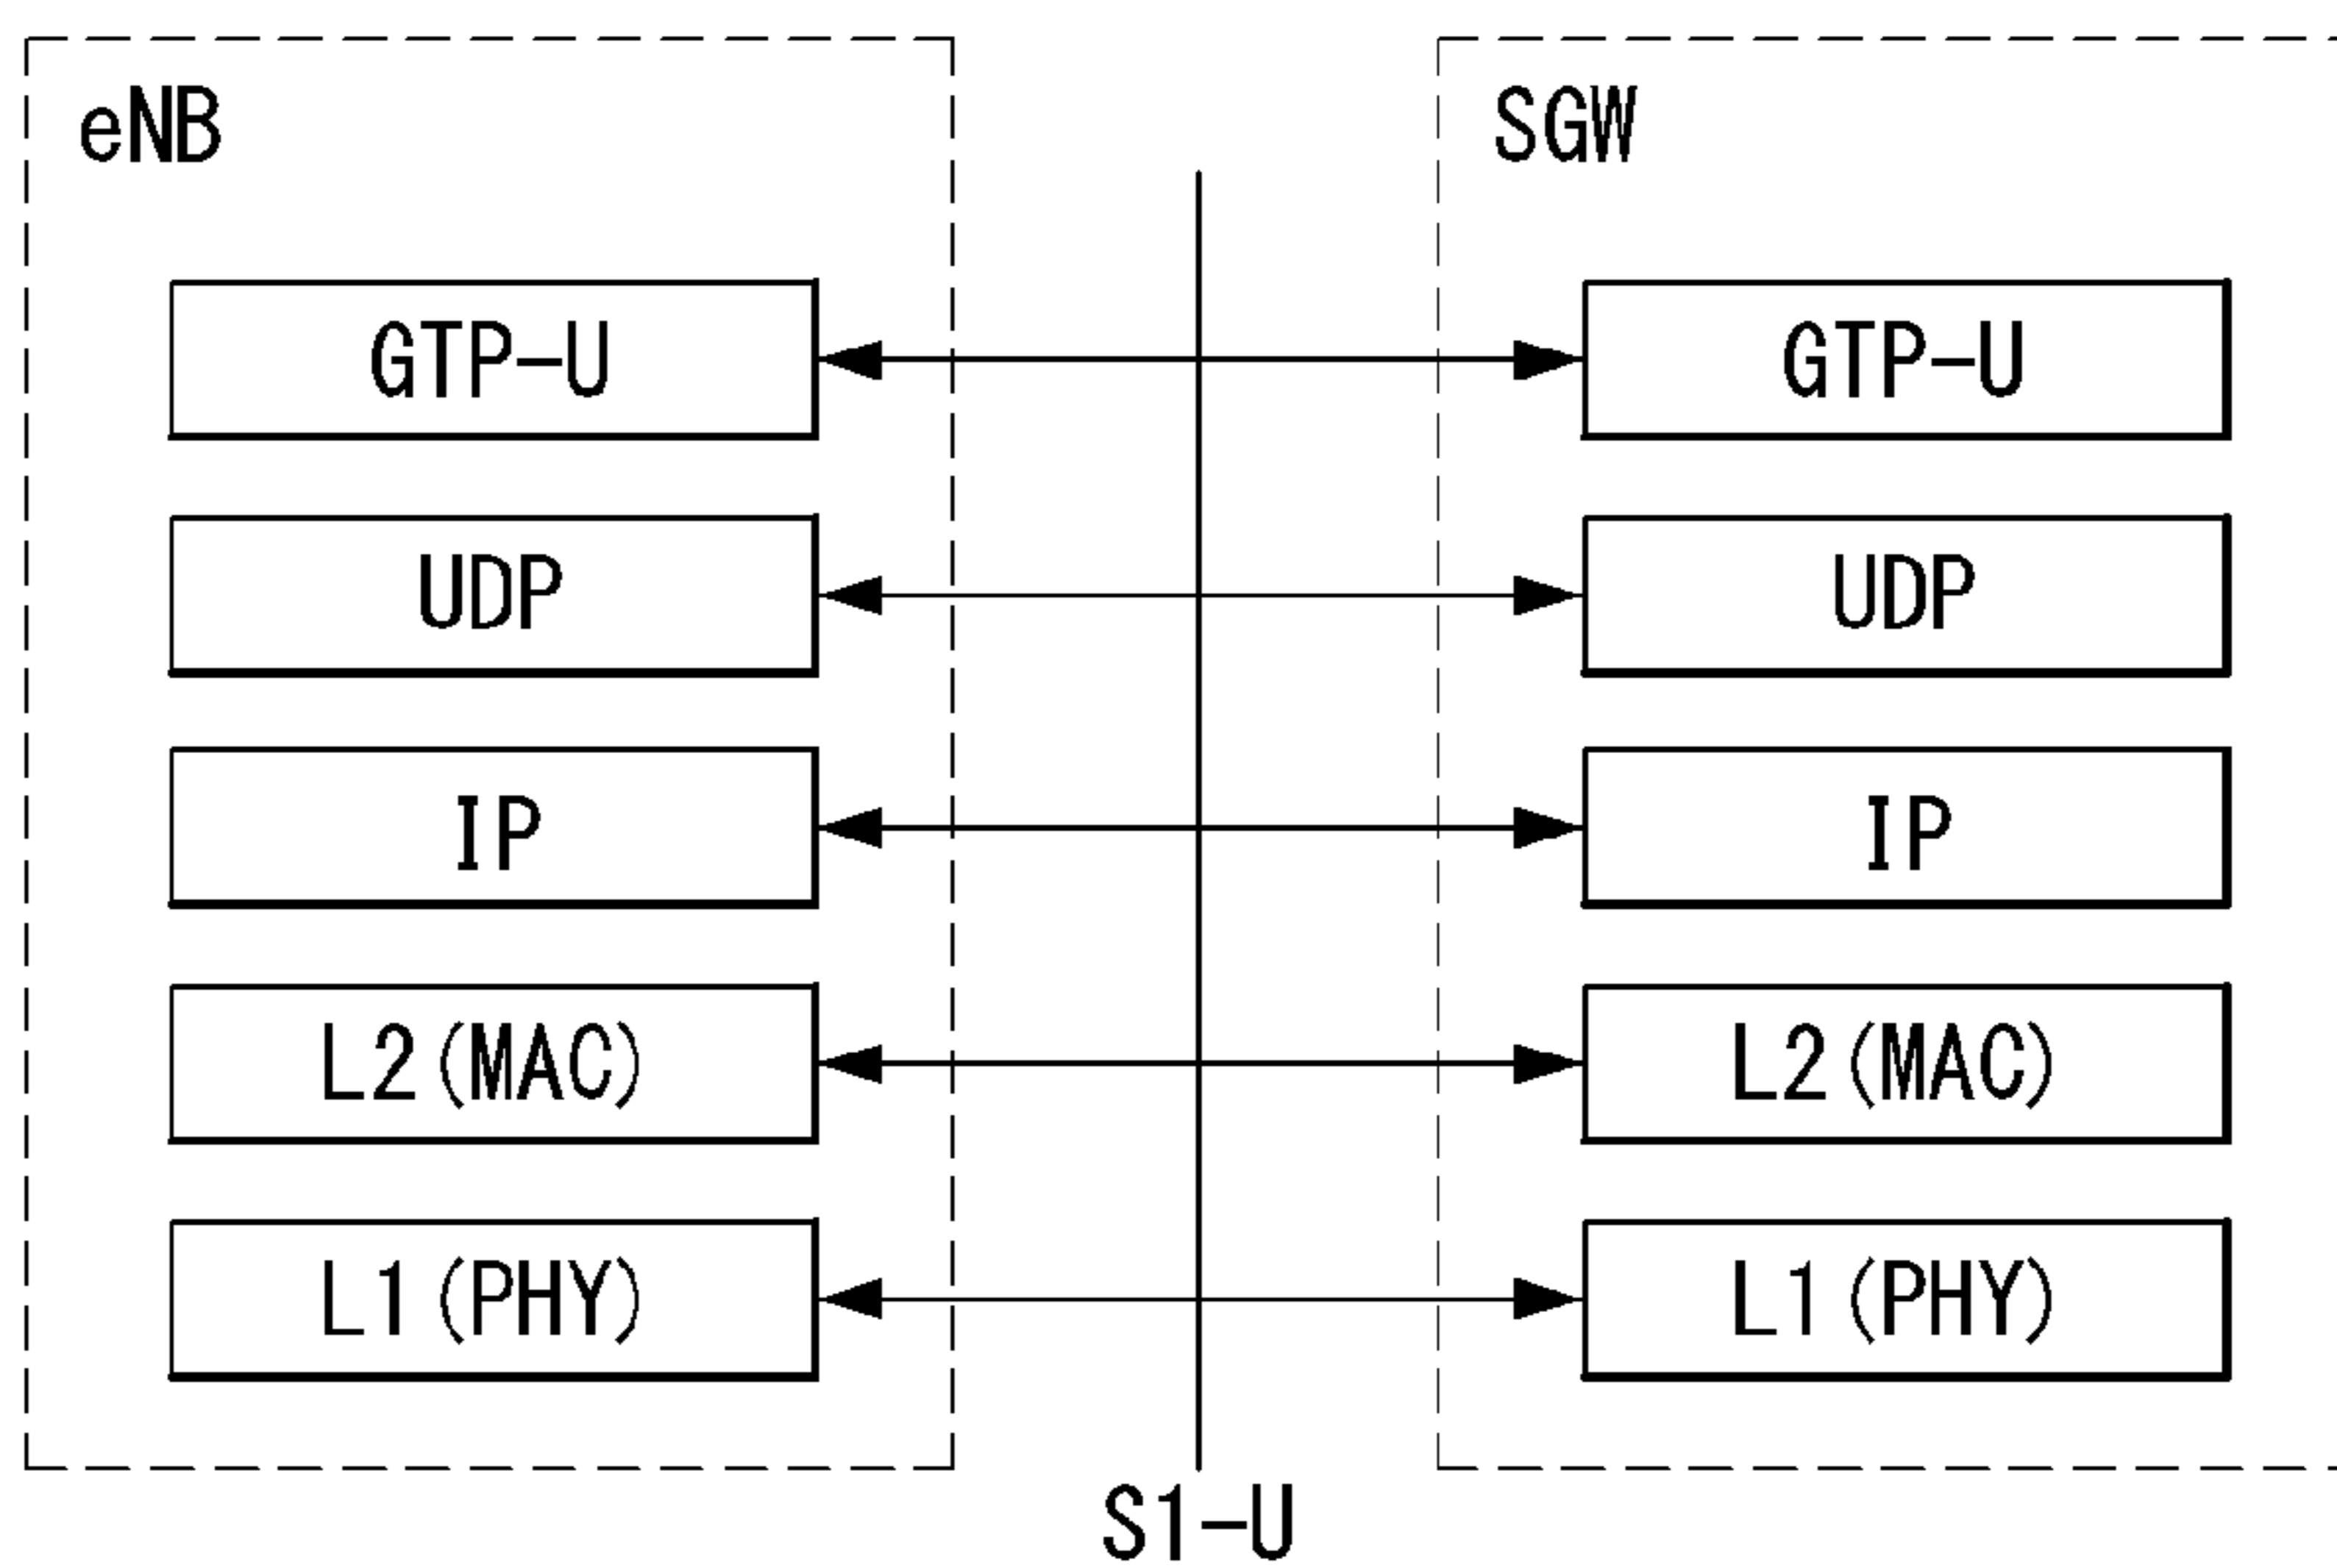 eNB
SGW
GTP-U
GTP-U
UDP
UDP
IP
IP
L2(MAC)
L2(MAC)
L1(PHY)
L1(PHY)
S1-U